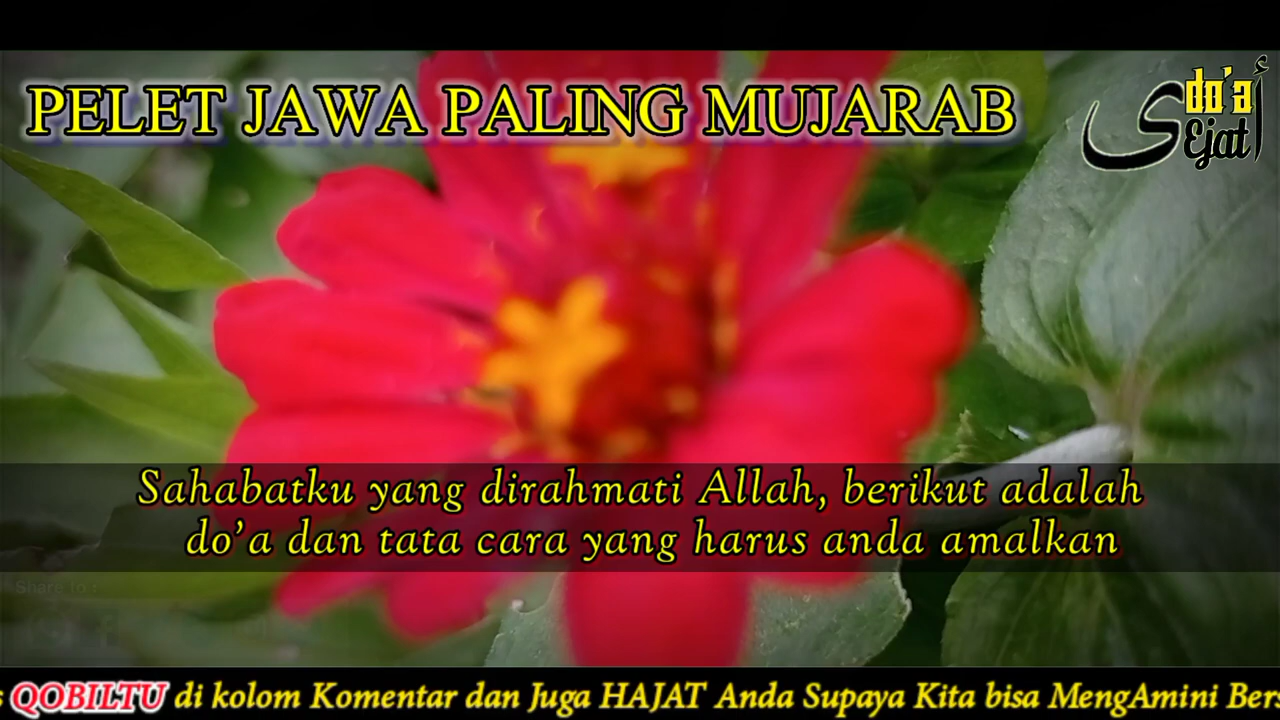 PELET JAWA PALING MUJARAB
do'a
Ejati
أ
ى
Sahabatku yang dirahmati Allah, berikut adalah
do'a dan tata cara yang harus anda amalkan
Share to :
QOBILTU di kolom Komentar dan Juga HAJAT Anda Supaya Kita bisa MengAmini